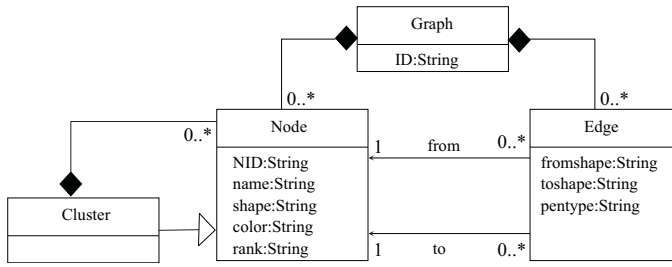 Graph
ID:String
0..*
0..*
0..*
Node
NID:String
name:String
shape:String
color:String
rank:String
1
from
0..*
1
to
0..*
Edge
fromshape:String
toshape:String
pentype:String
Cluster